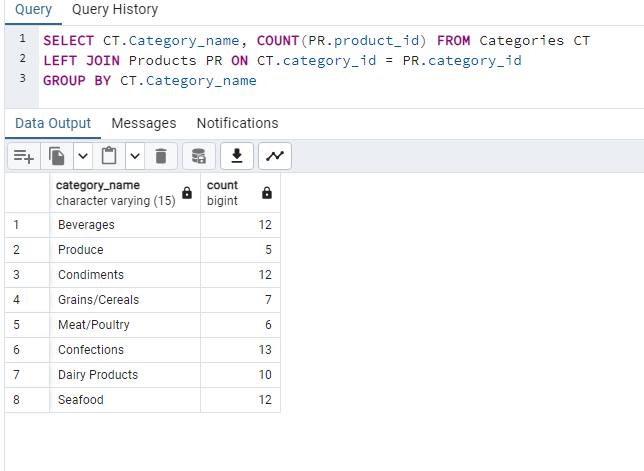 Query Query History
1 SELECT CT.Category_name, COUNT(PR.product_id) FROM Categories CT
2 LEFT JOIN Products PR ON CT.category_id = PR.category_id
3 GROUP BY CT.Category_name
Data Output Messages Notifications
category_name count
character varying (15) bigint
1 Beverages 12
2 Produce 5
3 Condiments 12
4 Grains/Cereals 7
5 Meat/Poultry 6
6 Confections 13
7 Dairy Products 10
8 Seafood 12